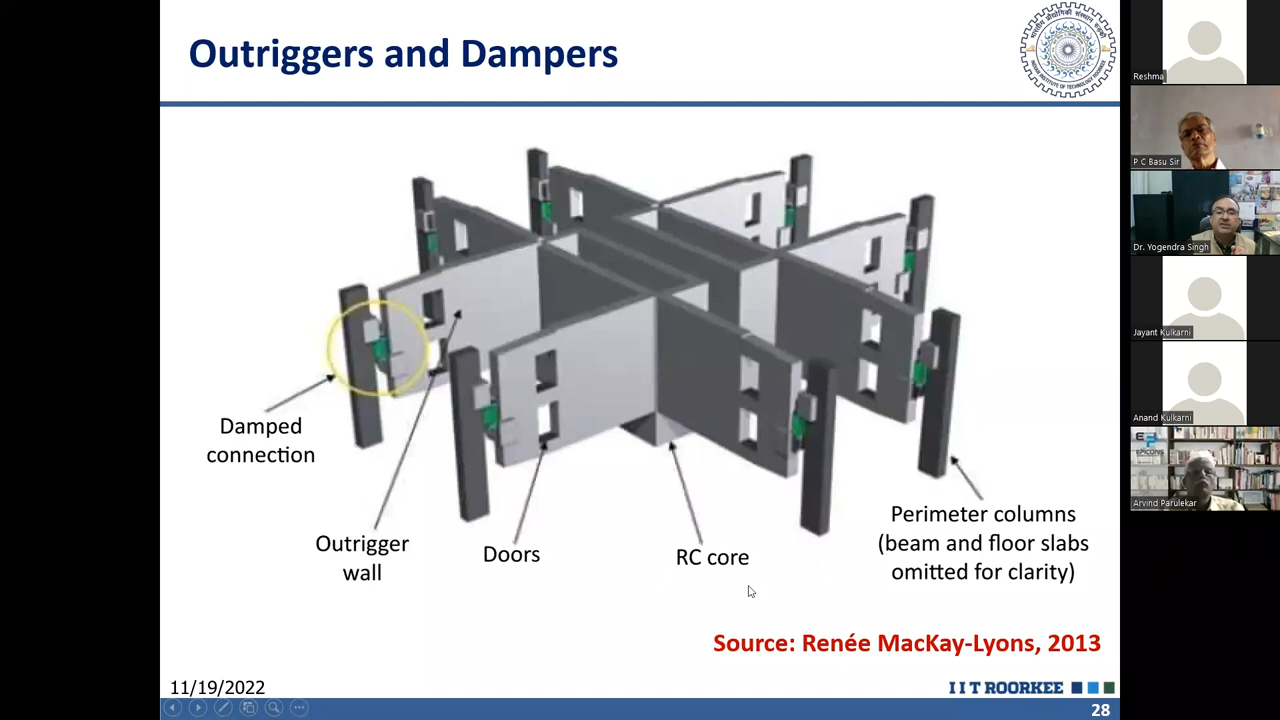 Outriggers and Dampers
Damped
connection
Outrigger
wall
Doors
RC core
Perimeter columns
(beam and floor slabs
omitted for clarity)
Source: Renée MacKay-Lyons, 2013
11/19/2022
I I T ROORKEE
28
Reshma
P C Basu Sir
Dr. Yogendra Singh
Jayant Kulkarni
Anand Kulkarni
EPICONS
Arvind Parulekar